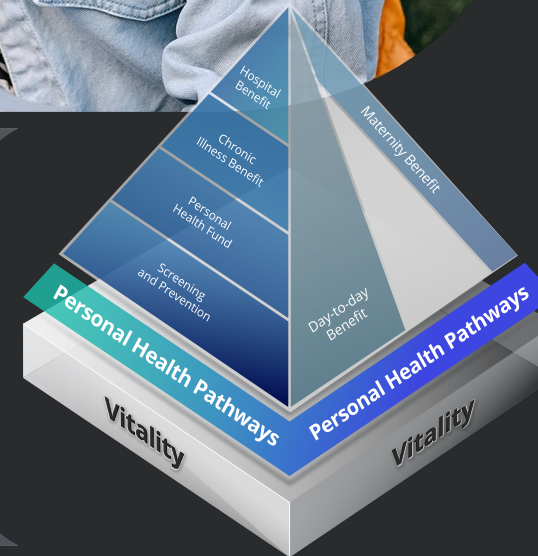 Hospital
Benefit
Chronic
Illness Benefit
Personal
Health Fund
Screening
and Prevention
Maternity Benefit
Day-to-day
Benefit
Personal Health Pathways
Personal Health Pathways
Vitality
Vitality